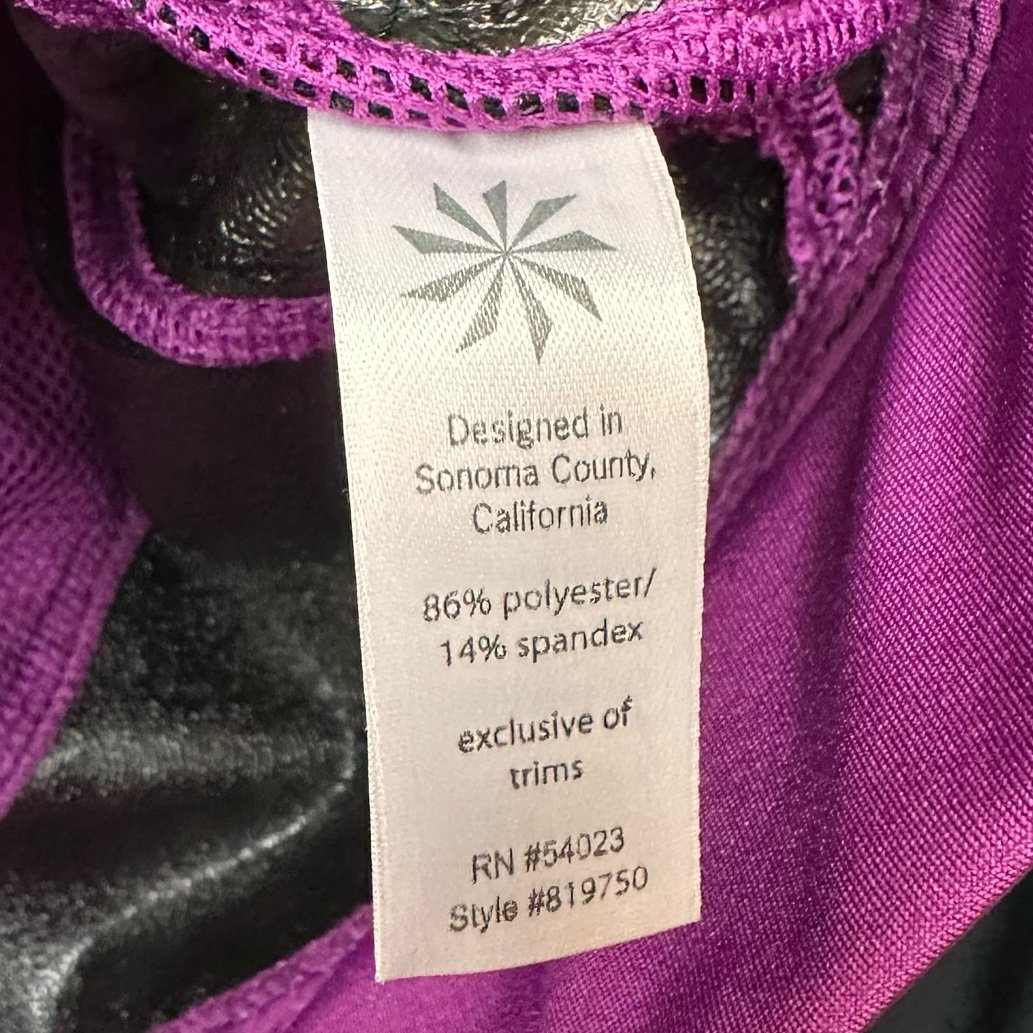 Designed in
Sonoma County,
California
86% polyester/
14% spandex
exclusive of
trims
RN #54023
Style #819750